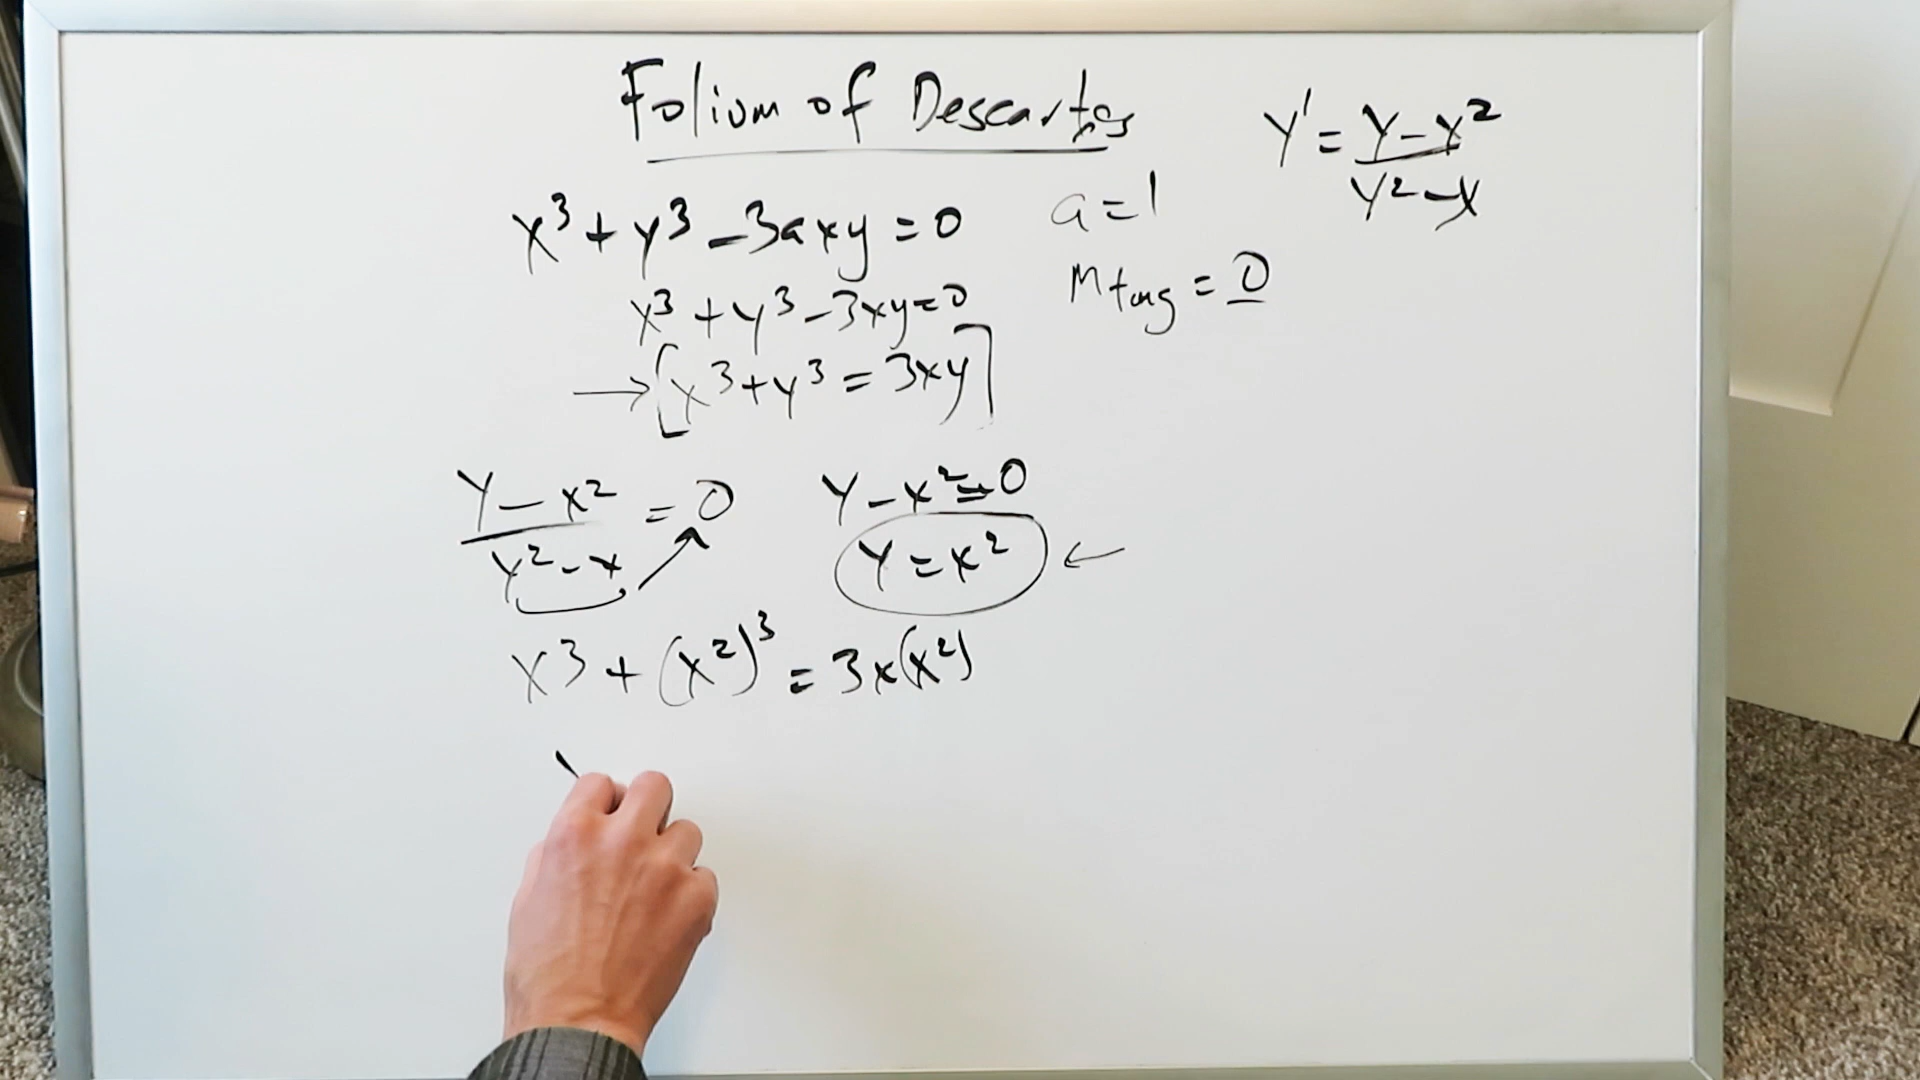 Folium of Descartes
y' = (y - x²)/(y² - x)
x³ + y³ - 3axy = 0
a = 1
x³ + y³ - 3xy = 0
m tang = 0
→ [x³ + y³ = 3xy]
(y - x²)/(y² - x) = 0
y - x² = 0
y = x² ←
x³ + (x²)³ = 3x(x²)